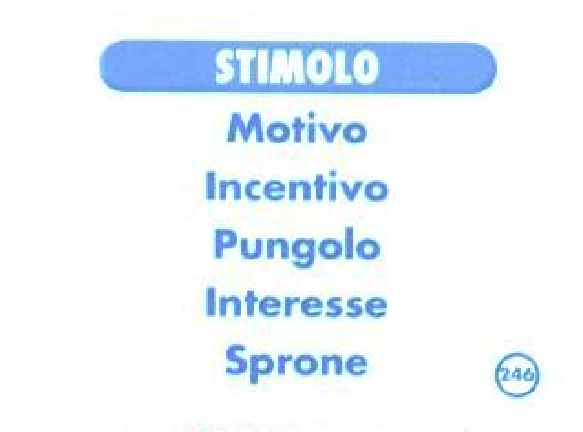 STIMOLO
Motivo
Incentivo
Pungolo
Interesse
Sprone
246